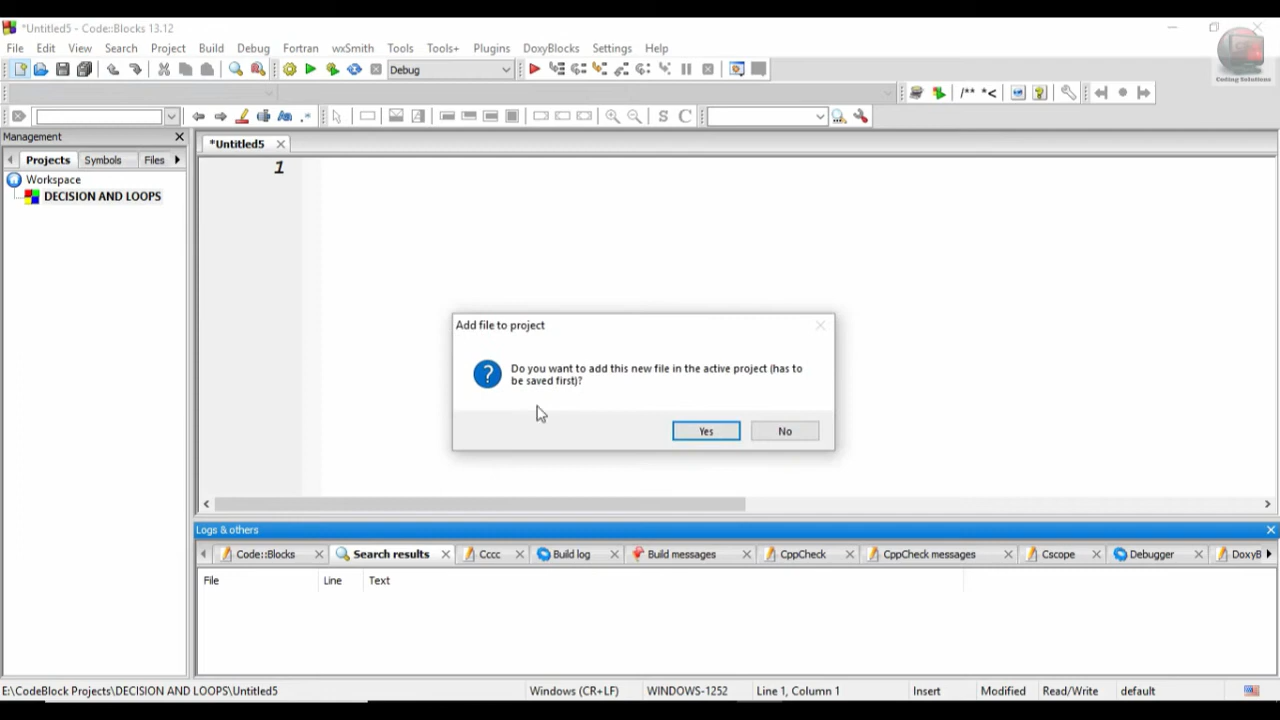 *Untitled5 - Code::Blocks 13.12
File Edit View Search Project Build Debug Fortran wxSmith Tools Tools+ Plugins DoxyBlocks Settings Help
Debug
/** *<
Management
*Untitled5
1
Projects Symbols Files
Workspace
DECISION AND LOOPS
Add file to project
Do you want to add this new file in the active project (has to
be saved first)?
Yes No
Logs & others
Code::Blocks Search results Cccc Build log Build messages CppCheck CppCheck messages Cscope Debugger DoxyB
File Line Text
E:\CodeBlock Projects\DECISION AND LOOPS\Untitled5 Windows (CR+LF) WINDOWS-1252 Line 1, Column 1 Insert Modified Read/Write default
Coding Solutions